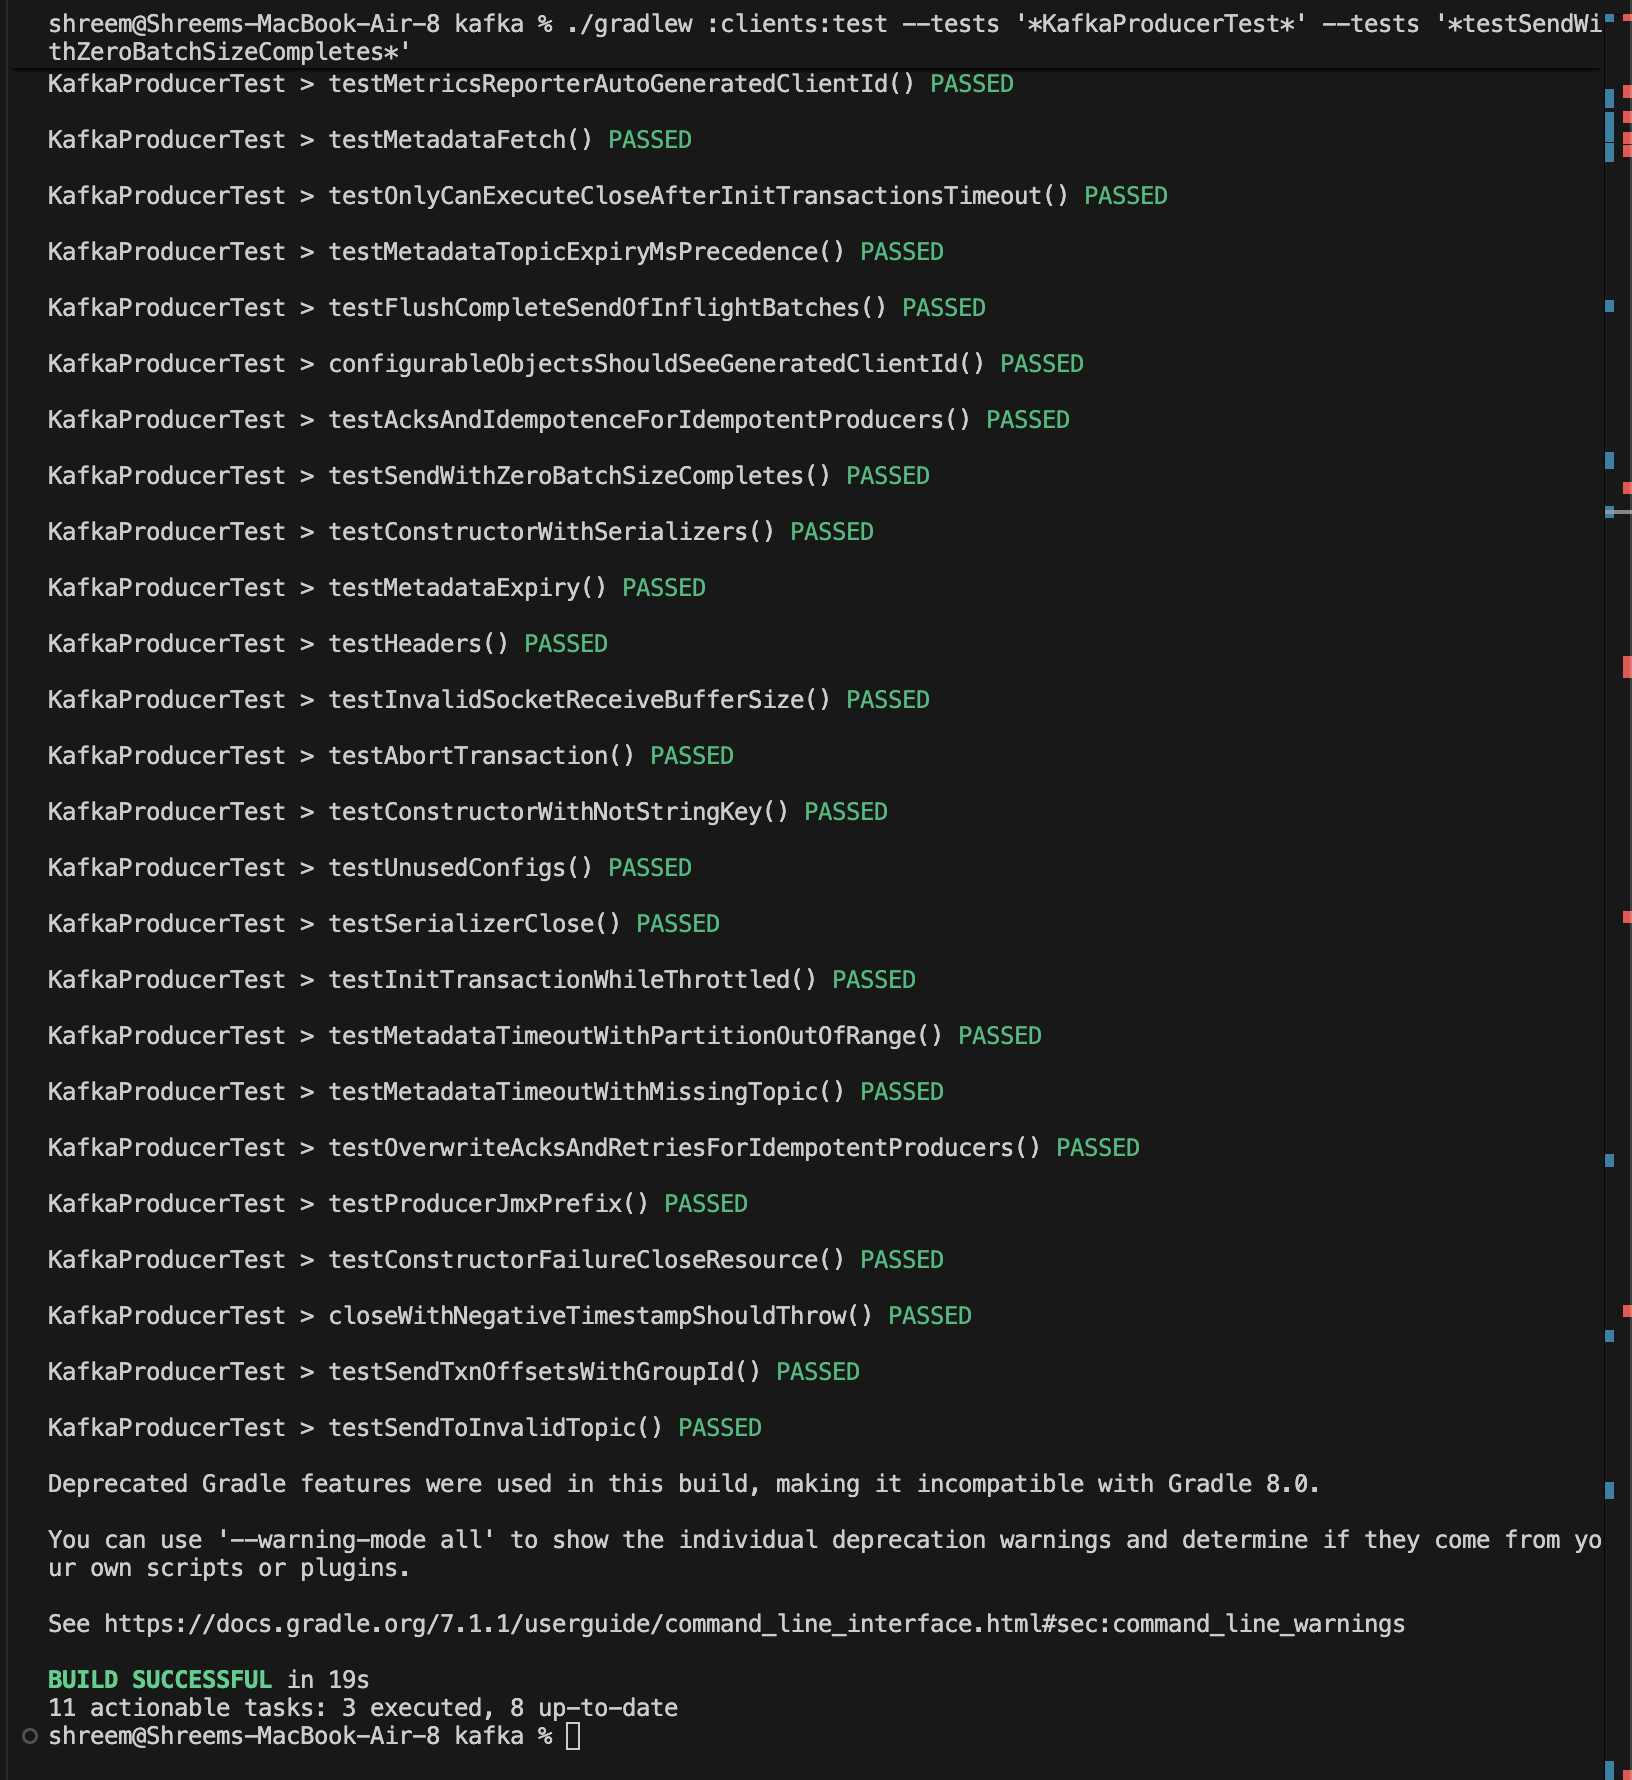 shreem@Shreems-MacBook-Air-8 kafka % ./gradlew :clients:test --tests '*KafkaProducerTest*' --tests '*testSendWi
thZeroBatchSizeCompletes*'
KafkaProducerTest > testMetricsReporterAutoGeneratedClientId() PASSED
KafkaProducerTest > testMetadataFetch() PASSED
KafkaProducerTest > testOnlyCanExecuteCloseAfterInitTransactionsTimeout() PASSED
KafkaProducerTest > testMetadataTopicExpiryMsPrecedence() PASSED
KafkaProducerTest > testFlushCompleteSendOfInflightBatches() PASSED
KafkaProducerTest > configurableObjectsShouldSeeGeneratedClientId() PASSED
KafkaProducerTest > testAcksAndIdempotenceForIdempotentProducers() PASSED
KafkaProducerTest > testSendWithZeroBatchSizeCompletes() PASSED
KafkaProducerTest > testConstructorWithSerializers() PASSED
KafkaProducerTest > testMetadataExpiry() PASSED
KafkaProducerTest > testHeaders() PASSED
KafkaProducerTest > testInvalidSocketReceiveBufferSize() PASSED
KafkaProducerTest > testAbortTransaction() PASSED
KafkaProducerTest > testConstructorWithNotStringKey() PASSED
KafkaProducerTest > testUnusedConfigs() PASSED
KafkaProducerTest > testSerializerClose() PASSED
KafkaProducerTest > testInitTransactionWhileThrottled() PASSED
KafkaProducerTest > testMetadataTimeoutWithPartitionOutOfRange() PASSED
KafkaProducerTest > testMetadataTimeoutWithMissingTopic() PASSED
KafkaProducerTest > testOverwriteAcksAndRetriesForIdempotentProducers() PASSED
KafkaProducerTest > testProducerJmxPrefix() PASSED
KafkaProducerTest > testConstructorFailureCloseResource() PASSED
KafkaProducerTest > closeWithNegativeTimestampShouldThrow() PASSED
KafkaProducerTest > testSendTxnOffsetsWithGroupId() PASSED
KafkaProducerTest > testSendToInvalidTopic() PASSED
Deprecated Gradle features were used in this build, making it incompatible with Gradle 8.0.
You can use '--warning-mode all' to show the individual deprecation warnings and determine if they come from yo
ur own scripts or plugins.
See https://docs.gradle.org/7.1.1/userguide/command_line_interface.html#sec:command_line_warnings
BUILD SUCCESSFUL in 19s
11 actionable tasks: 3 executed, 8 up-to-date
shreem@Shreems-MacBook-Air-8 kafka %